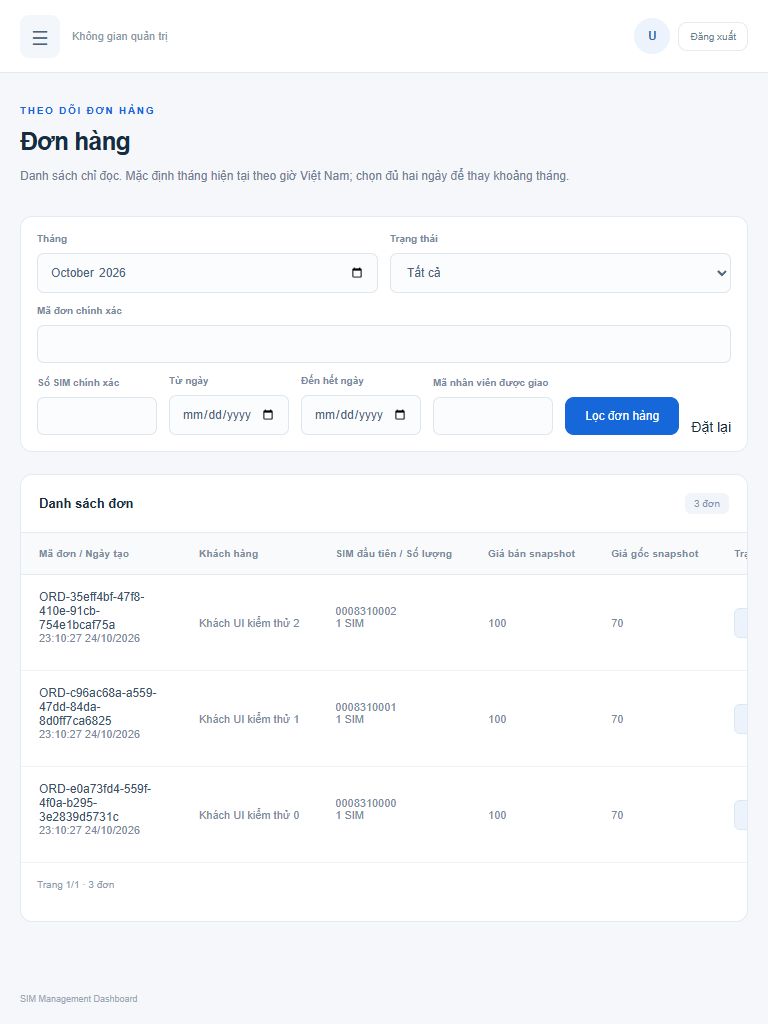 ☰ Không gian quản trị U Đăng xuất
THEO DÕI ĐƠN HÀNG
Đơn hàng
Danh sách chỉ đọc. Mặc định tháng hiện tại theo giờ Việt Nam; chọn đủ hai ngày để thay khoảng tháng.
Tháng Trạng thái
October 2026 Tất cả
Mã đơn chính xác
Số SIM chính xác Từ ngày Đến hết ngày Mã nhân viên được giao
mm/dd/yyyy mm/dd/yyyy Lọc đơn hàng Đặt lại
Danh sách đơn 3 đơn
Mã đơn / Ngày tạo Khách hàng SIM đầu tiên / Số lượng Giá bán snapshot Giá gốc snapshot
ORD-35eff4bf-47f8-
410e-91cb-
754e1bcaf75a
23:10:27 24/10/2026
Khách UI kiểm thử 2
0008310002
1 SIM
100
70
ORD-c96ac68a-a559-
47dd-84da-
8d0ff7ca6825
23:10:27 24/10/2026
Khách UI kiểm thử 1
0008310001
1 SIM
100
70
ORD-e0a73fd4-559f-
4f0a-b295-
3e2839d5731c
23:10:27 24/10/2026
Khách UI kiểm thử 0
0008310000
1 SIM
100
70
Trang 1/1 · 3 đơn
SIM Management Dashboard